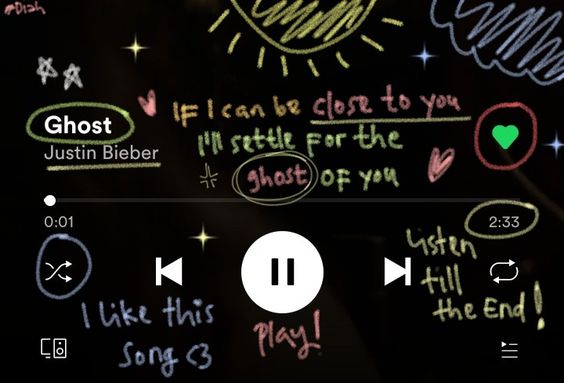 Ghost
Justin Bieber
IF I can be close to you
I'll settle for the
ghost of you
0:01
2:33
listen
till
the End!
I like this
song <3
play!